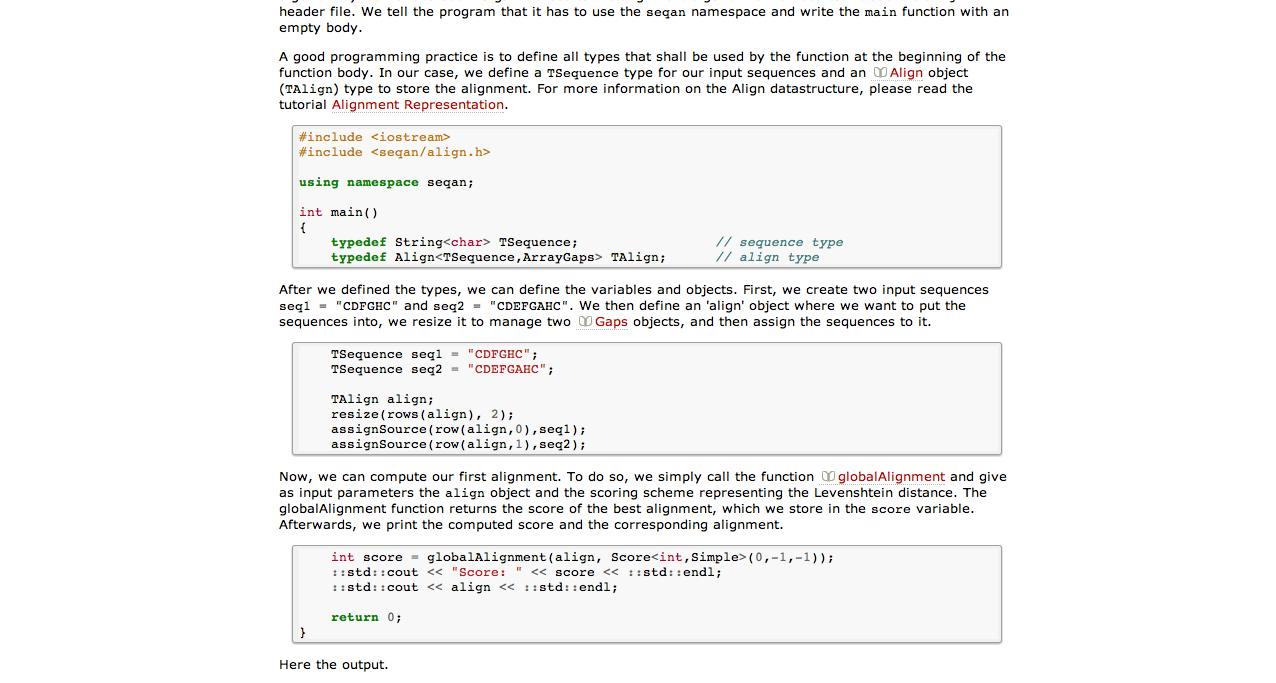 header file. We tell the program that it has to use the seqan namespace and write the main function with an
empty body.
A good programming practice is to define all types that shall be used by the function at the beginning of the
function body. In our case, we define a TSequence type for our input sequences and an Align object
(TAlign) type to store the alignment. For more information on the Align datastructure, please read the
tutorial Alignment Representation.
#include <iostream>
#include <seqan/align.h>
using namespace seqan;
int main()
{
    typedef String<char> TSequence;                 // sequence type
    typedef Align<TSequence,ArrayGaps> TAlign;      // align type
After we defined the types, we can define the variables and objects. First, we create two input sequences
seq1 = "CDFGHC" and seq2 = "CDEFGAHC". We then define an 'align' object where we want to put the
sequences into, we resize it to manage two Gaps objects, and then assign the sequences to it.
    TSequence seq1 = "CDFGHC";
    TSequence seq2 = "CDEFGAHC";
    TAlign align;
    resize(rows(align), 2);
    assignSource(row(align,0),seq1);
    assignSource(row(align,1),seq2);
Now, we can compute our first alignment. To do so, we simply call the function globalAlignment and give
as input parameters the align object and the scoring scheme representing the Levenshtein distance. The
globalAlignment function returns the score of the best alignment, which we store in the score variable.
Afterwards, we print the computed score and the corresponding alignment.
    int score = globalAlignment(align, Score<int,Simple>(0,-1,-1));
    ::std::cout << "Score: " << score << ::std::endl;
    ::std::cout << align << ::std::endl;
    return 0;
}
Here the output.